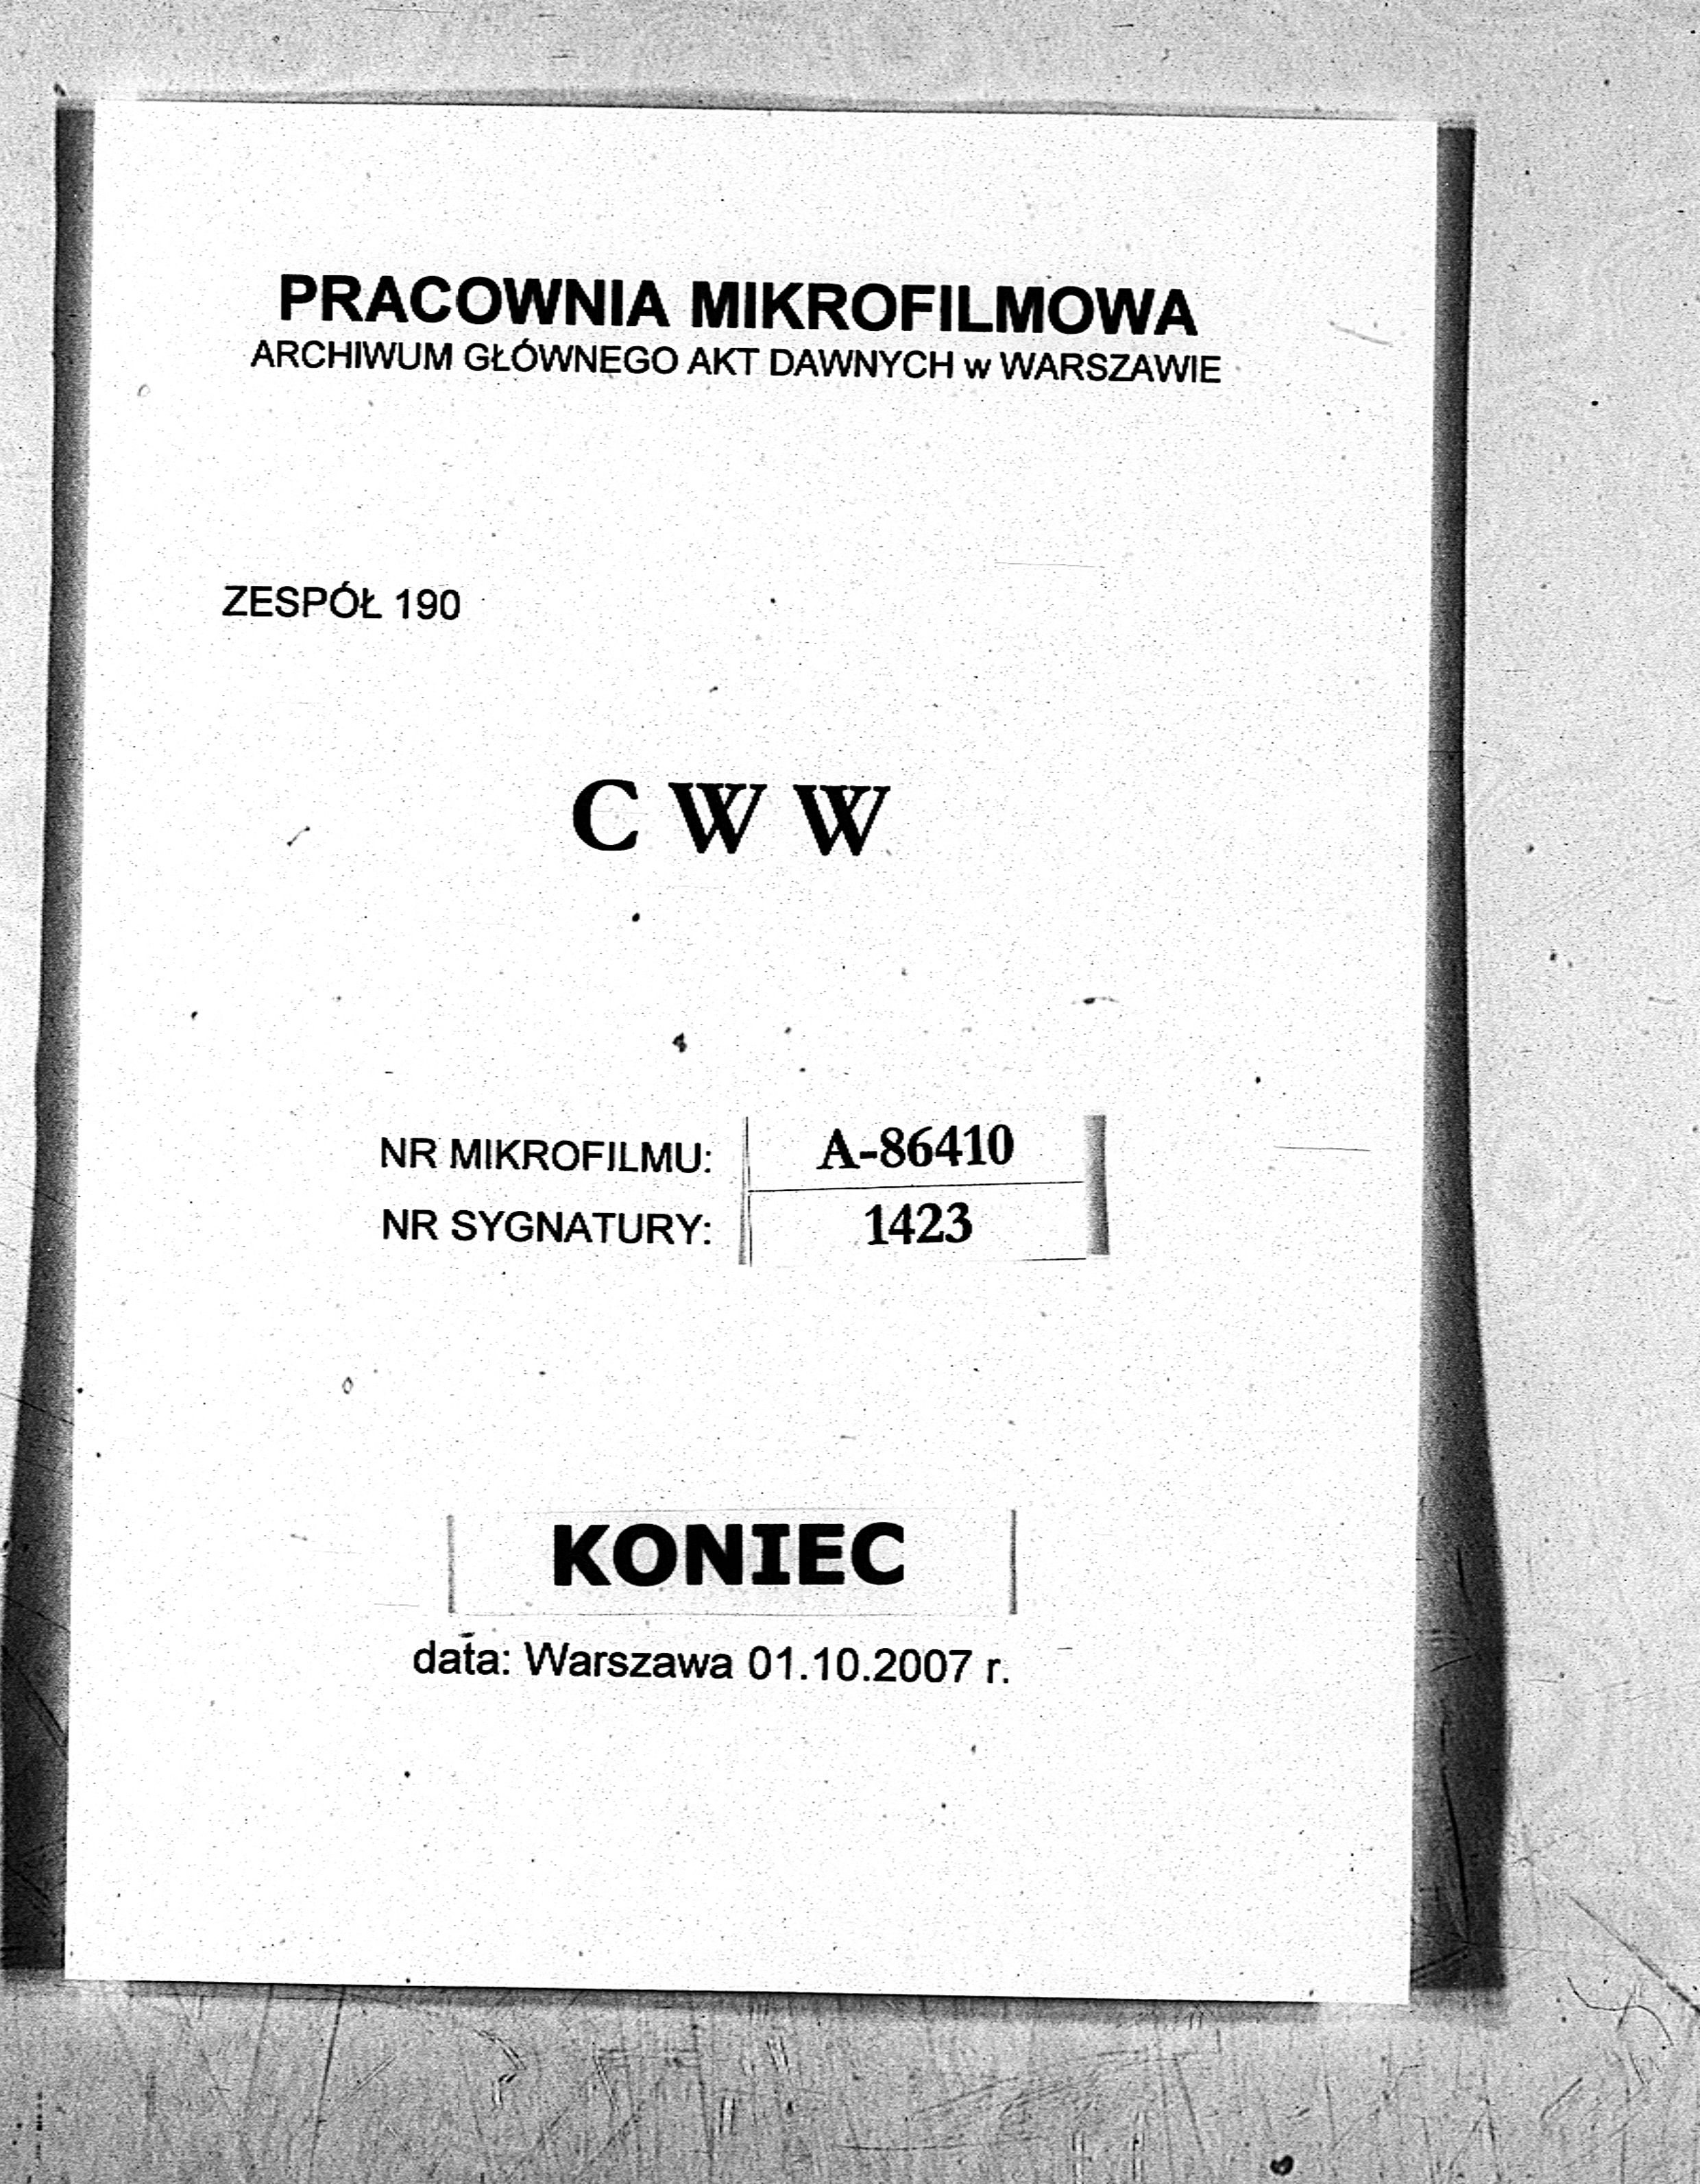 PRACOWNIA MIKROFILMOWA
ARCHIWUM GŁÓWNEGO AKT DAWNYCH w WARSZAWIE
ZESPÓŁ 190
C W W
NR MIKROFILMU: A-86410
NR SYGNATURY: 1423
KONIEC
data: Warszawa 01.10.2007 r.